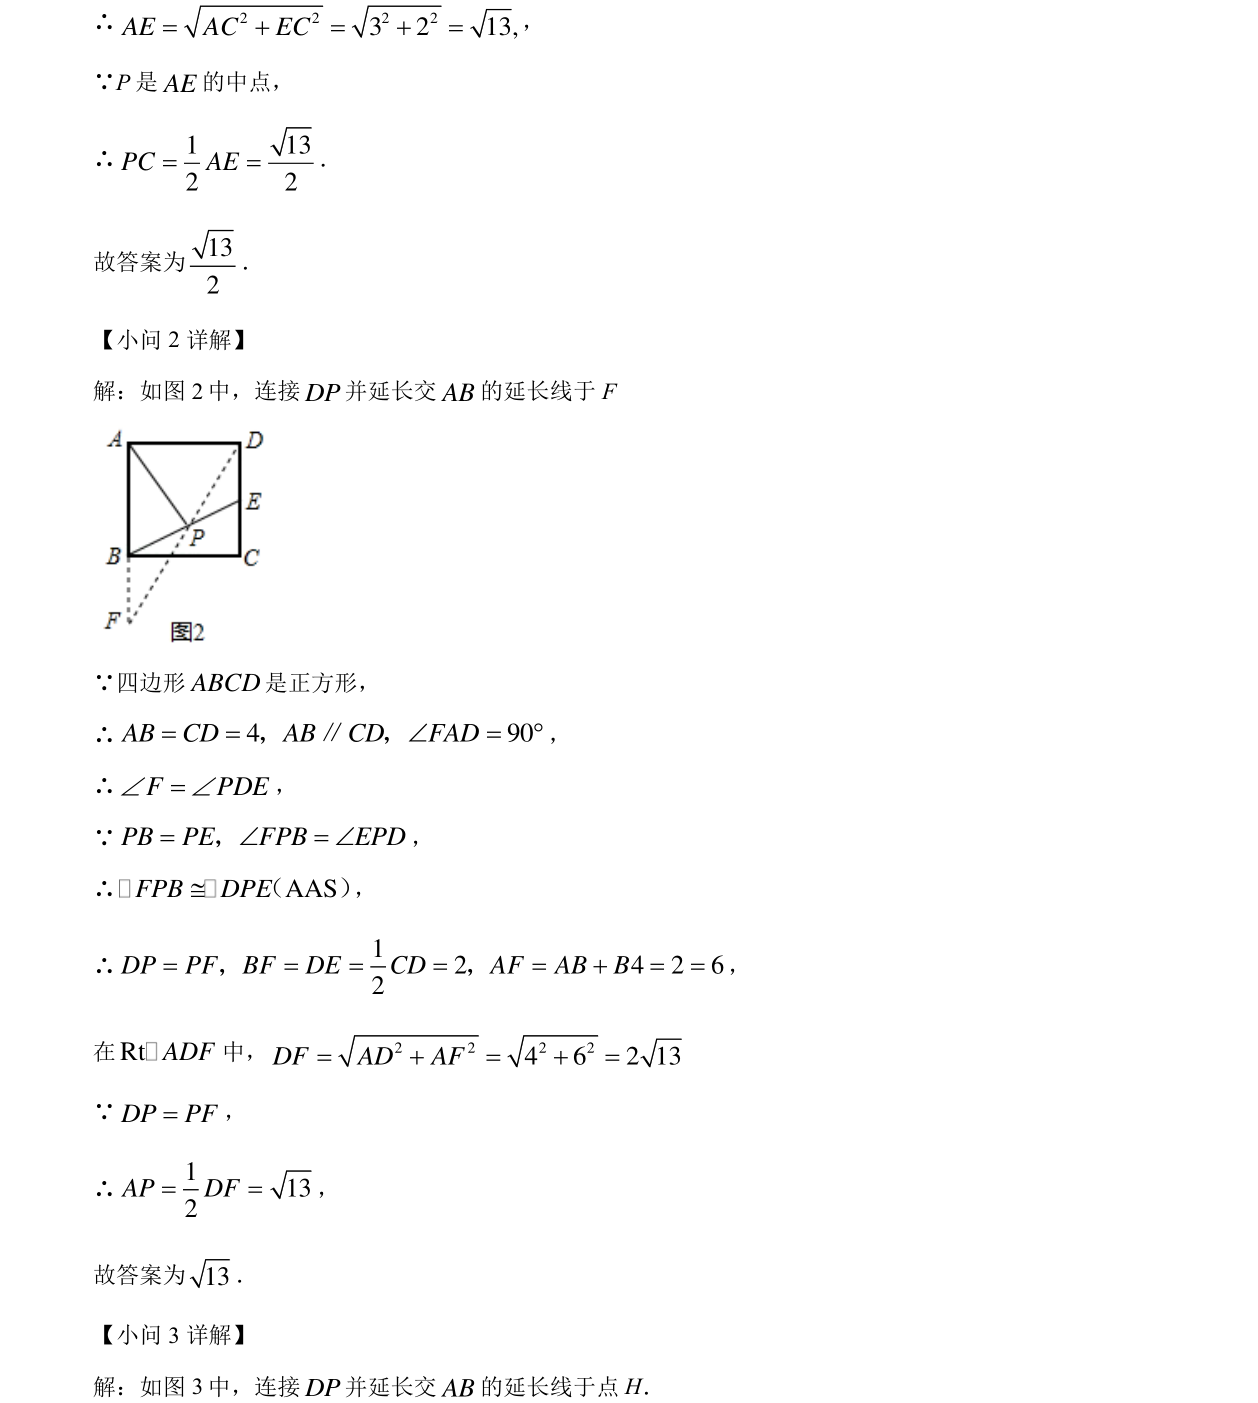 ∴ AE = √(AC² + EC²) = √(3² + 2²) = √13, ，
∵P 是 AE 的中点，
∴ PC = 1/2 AE = √13/2 .
故答案为 √13/2 .
【小问 2 详解】
解：如图 2 中，连接 DP 并延长交 AB 的延长线于 F
A D
E
P
B C
F
图2
∵四边形 ABCD 是正方形，
∴ AB = CD = 4，AB // CD，∠FAD = 90° ，
∴ ∠F = ∠PDE ，
∵ PB = PE，∠FPB = ∠EPD ，
∴□ FPB ≅□ DPE（AAS），
∴ DP = PF，BF = DE = 1/2 CD = 2，AF = AB + B4 = 2 = 6 ，
在 Rt□ ADF 中，DF = √(AD² + AF²) = √(4² + 6²) = 2√13
∵ DP = PF ，
∴ AP = 1/2 DF = √13 ，
故答案为 √13 .
【小问 3 详解】
解：如图 3 中，连接 DP 并延长交 AB 的延长线于点 H．